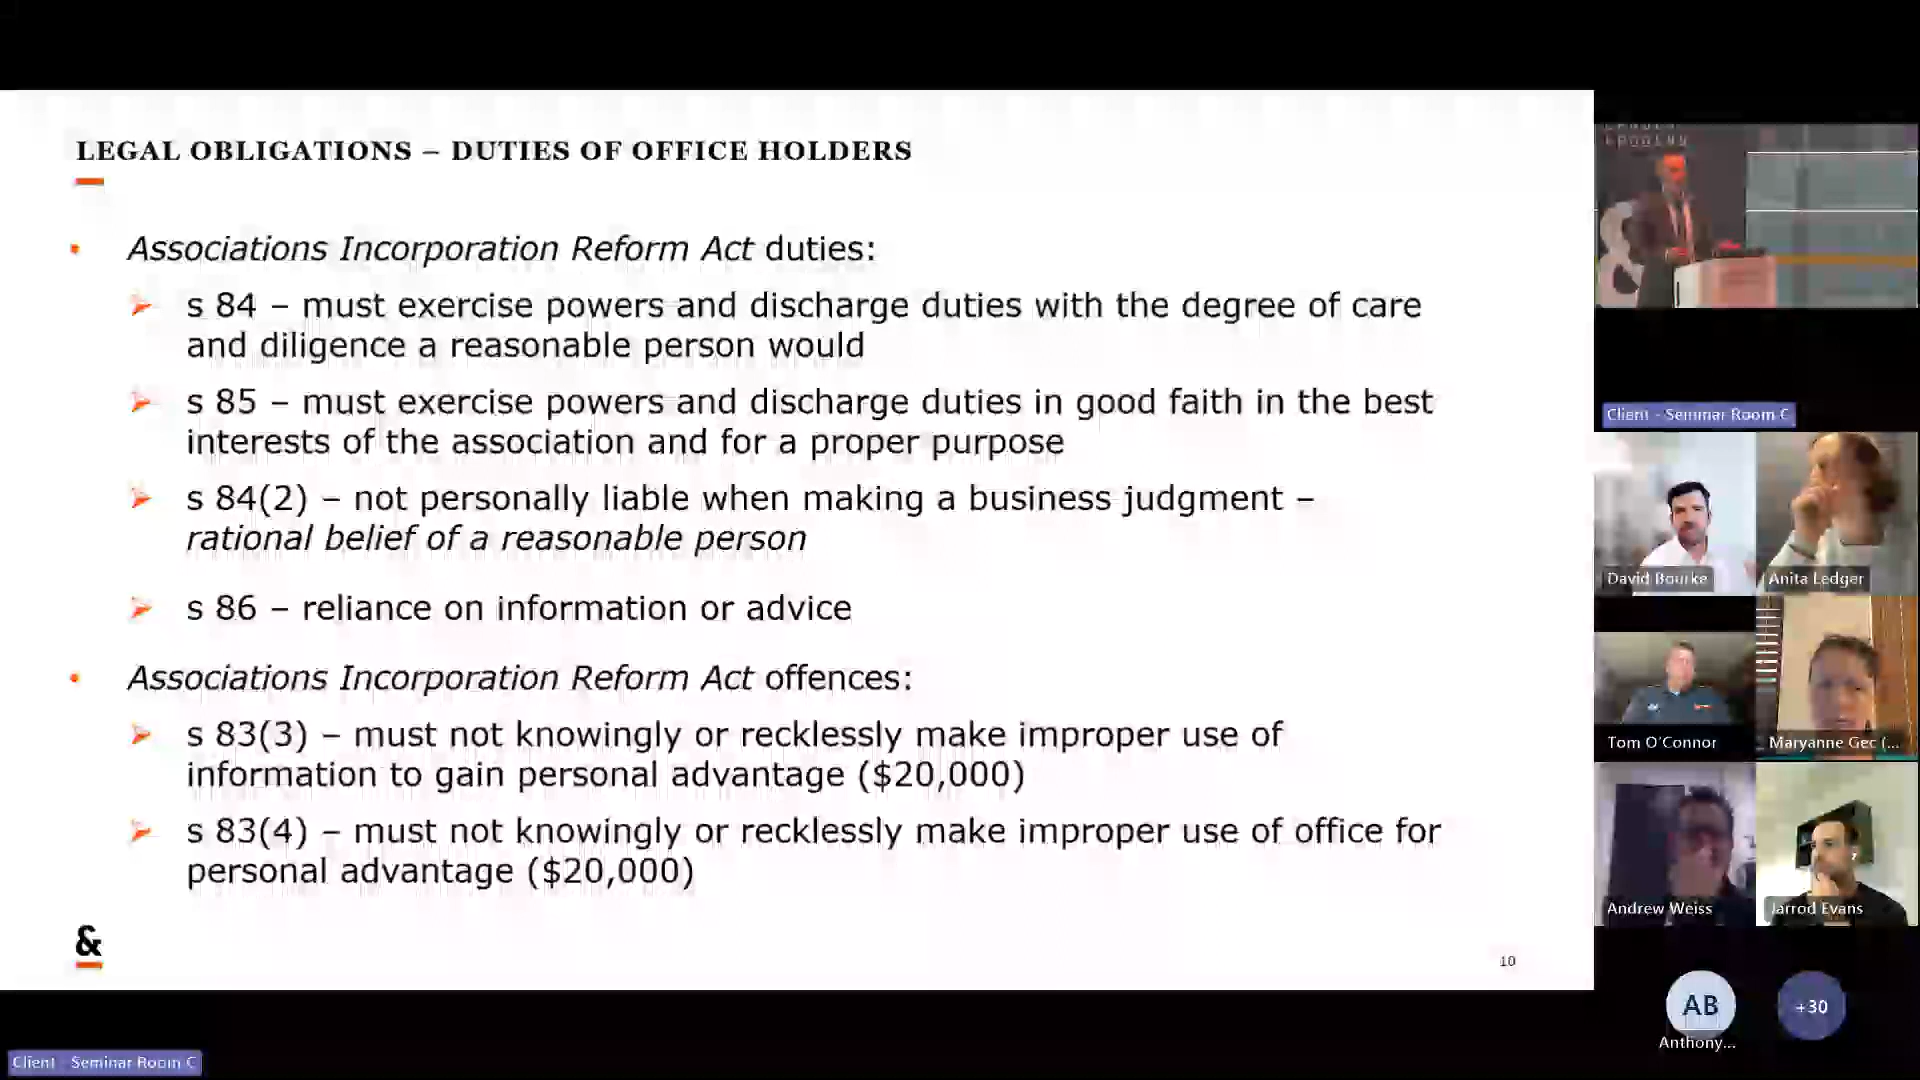 LEGAL OBLIGATIONS – DUTIES OF OFFICE HOLDERS
• Associations Incorporation Reform Act duties:
➢ s 84 – must exercise powers and discharge duties with the degree of care
and diligence a reasonable person would
➢ s 85 – must exercise powers and discharge duties in good faith in the best
interests of the association and for a proper purpose
➢ s 84(2) – not personally liable when making a business judgment –
rational belief of a reasonable person
➢ s 86 – reliance on information or advice
• Associations Incorporation Reform Act offences:
➢ s 83(3) – must not knowingly or recklessly make improper use of
information to gain personal advantage ($20,000)
➢ s 83(4) – must not knowingly or recklessly make improper use of office for
personal advantage ($20,000)
&
10
Client - Seminar Room C
&
Client - Seminar Room C
David Bourke
Anita Ledger
Tom O'Connor
Maryanne Gec (...
Andrew Weiss
Jarrod Evans
AB
+30
Anthony...